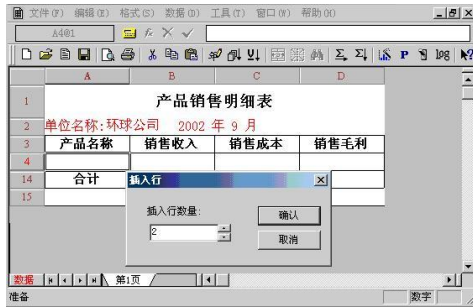 文件(F) 编辑(E) 格式(S) 数据(D) 工具(G) 窗口(W) 帮助(H)
A4@1
Σ Σ↓ P log
A B C D
1 产品销售明细表
2 单位名称:环球公司 2002 年 9 月
3 产品名称 销售收入 销售成本 销售毛利
4
14 合计
15
插入行
插入行数量:
2
确认
取消
数据 第1页
准备 数字